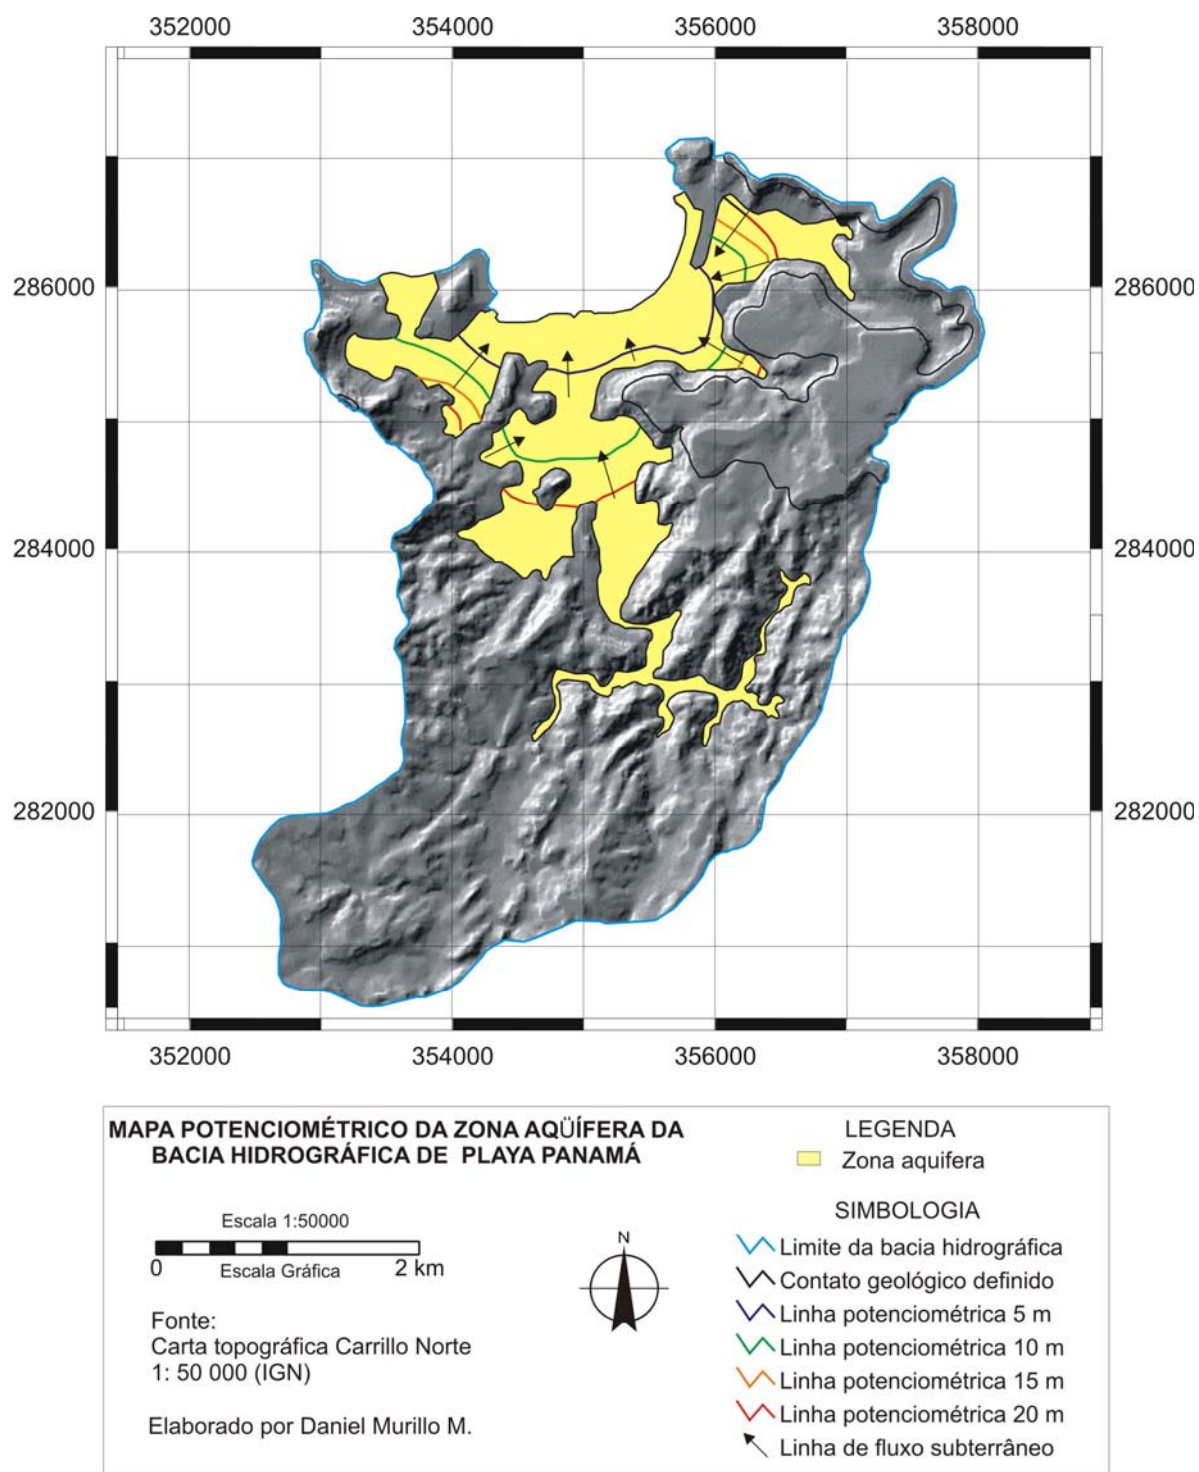 352000 354000 356000 358000
286000 286000
284000 284000
282000 282000
352000 354000 356000 358000
MAPA POTENCIOMÉTRICO DA ZONA AQÜÍFERA DA
BACIA HIDROGRÁFICA DE PLAYA PANAMÁ
Escala 1:50000
0 Escala Gráfica 2 km
Fonte:
Carta topográfica Carrillo Norte
1: 50 000 (IGN)
Elaborado por Daniel Murillo M.
N
LEGENDA
Zona aquifera
SIMBOLOGIA
Limite da bacia hidrográfica
Contato geológico definido
Linha potenciométrica 5 m
Linha potenciométrica 10 m
Linha potenciométrica 15 m
Linha potenciométrica 20 m
Linha de fluxo subterrâneo